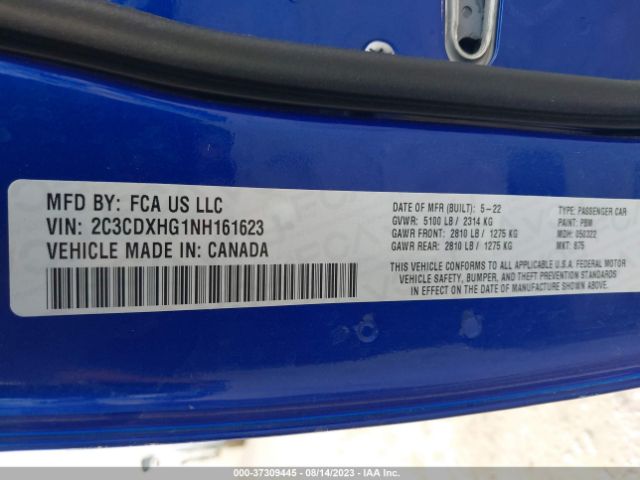 MFD BY: FCA US LLC
VIN: 2C3CDXHG1NH161623
VEHICLE MADE IN: CANADA
DATE OF MFR (BUILT): 5-22
GVWR: 5100 LB / 2314 KG
GAWR FRONT: 2810 LB / 1275 KG
GAWR REAR: 2810 LB / 1275 KG
TYPE: PASSENGER CAR
PAINT: PBM
MDH: 050322
MKT: 875
THIS VEHICLE CONFORMS TO ALL APPLICABLE U.S.A. FEDERAL MOTOR
VEHICLE SAFETY, BUMPER, AND THEFT PREVENTION STANDARDS
IN EFFECT ON THE DATE OF MANUFACTURE SHOWN ABOVE.
000-37309445 - 08/14/2023 - IAAI.COM